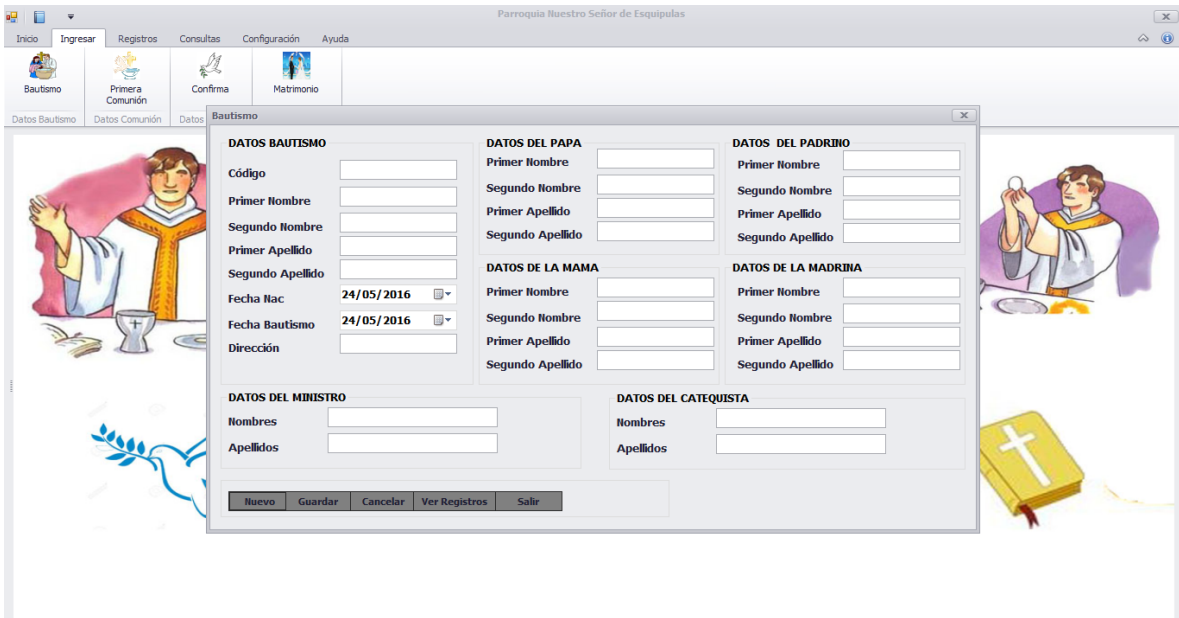 Parroquia Nuestro Señor de Esquipulas
Inicio Ingresar Registros Consultas Configuración Ayuda
Bautismo
Primera
Comunión
Confirma
Matrimonio
Datos Bautismo Datos Comunión Datos
Bautismo
DATOS BAUTISMO
Código
Primer Nombre
Segundo Nombre
Primer Apellido
Segundo Apellido
Fecha Nac 24/05/2016
Fecha Bautismo 24/05/2016
Dirección
DATOS DEL PAPA
Primer Nombre
Segundo Nombre
Primer Apellido
Segundo Apellido
DATOS DEL PADRINO
Primer Nombre
Segundo Nombre
Primer Apellido
Segundo Apellido
DATOS DE LA MAMA
Primer Nombre
Segundo Nombre
Primer Apellido
Segundo Apellido
DATOS DE LA MADRINA
Primer Nombre
Segundo Nombre
Primer Apellido
Segundo Apellido
DATOS DEL MINISTRO
Nombres
Apellidos
DATOS DEL CATEQUISTA
Nombres
Apellidos
Nuevo Guardar Cancelar Ver Registros Salir